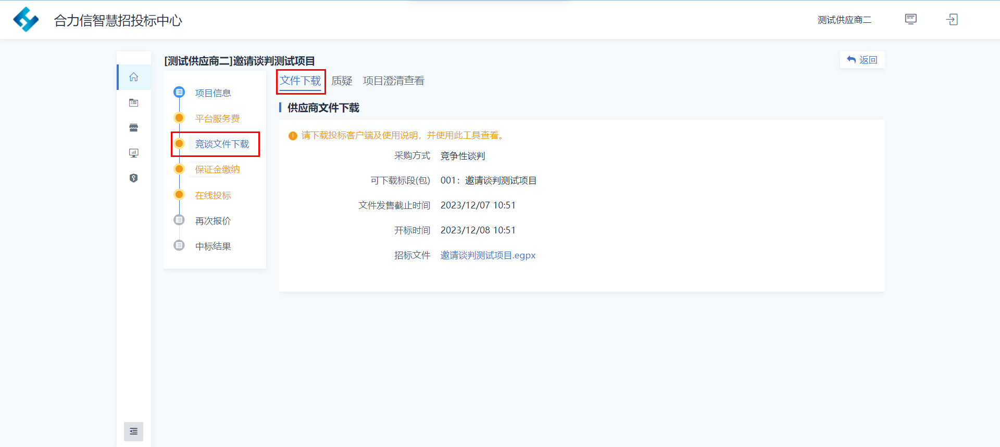 合力信智慧招投标中心
测试供应商二
[测试供应商二]邀请谈判测试项目
返回
项目信息
平台服务费
竞谈文件下载
保证金缴纳
在线投标
再次报价
中标结果
文件下载 质疑 项目澄清查看
供应商文件下载
请下载投标客户端及使用说明，并使用此工具查看。
采购方式 竞争性谈判
可下载标段(包) 001：邀请谈判测试项目
文件发售截止时间 2023/12/07 10:51
开标时间 2023/12/08 10:51
招标文件 邀请谈判测试项目.egpx